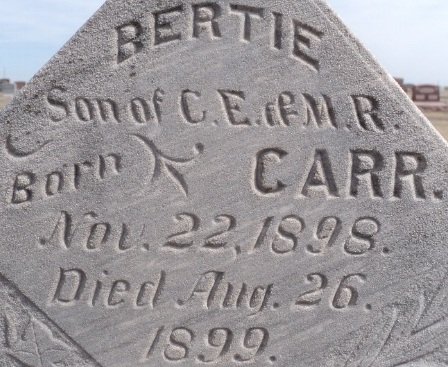 BERTIE
Son of C. E. & M. R.
CARR.
Born
Nov. 22, 1898.
Died Aug. 26.
1899.